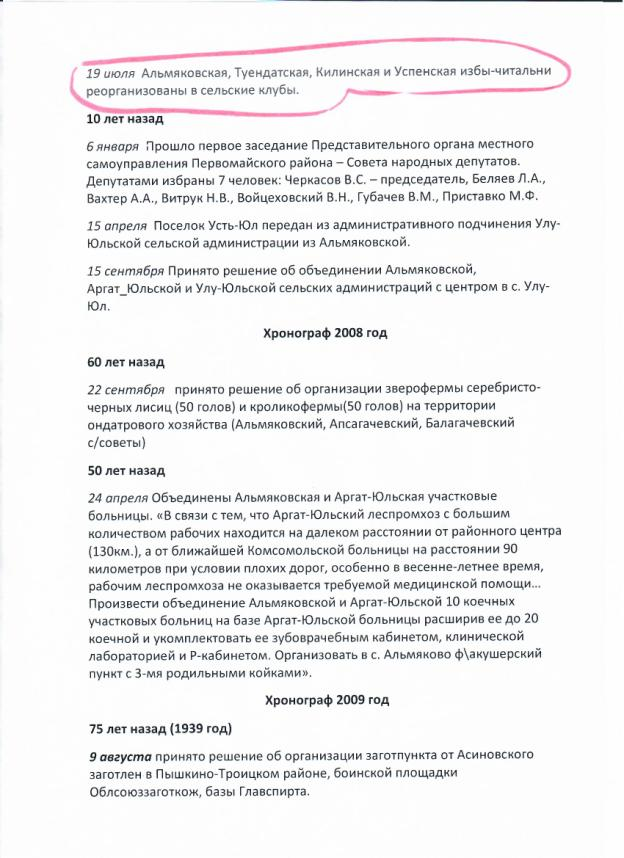 19 июля  Альмяковская, Туендатская, Килинская и Успенская избы-читальни
реорганизованы в сельские клубы.
10 лет назад
6 января  Прошло первое заседание Представительного органа местного
самоуправления Первомайского района – Совета народных депутатов.
Депутатами избраны 7 человек: Черкасов В.С. – председатель, Беляев Л.А.,
Вахтер А.А., Витрук Н.В., Войцеховский В.Н., Губачев В.М., Приставко М.Ф.
15 апреля  Поселок Усть-Юл передан из административного подчинения Улу-
Юльской сельской администрации из Альмяковской.
15 сентября Принято решение об объединении Альмяковской,
Аргат_Юльской и Улу-Юльской сельских администраций с центром в с. Улу-
Юл.
Хронограф 2008 год
60 лет назад
22 сентября   принято решение об организации зверофермы серебристо-
черных лисиц (50 голов) и кроликофермы(50 голов) на территории
ондатрового хозяйства (Альмяковский, Апсагачевский, Балагачевский
с/советы)
50 лет назад
24 апреля Объединены Альмяковская и Аргат-Юльская участковые
больницы. «В связи с тем, что Аргат-Юльский леспромхоз с большим
количеством рабочих находится на далеком расстоянии от районного центра
(130км.), а от ближайшей Комсомольской больницы на расстоянии 90
километров при условии плохих дорог, особенно в весенне-летнее время,
рабочим леспромхоза не оказывается требуемой медицинской помощи…
Произвести объединение Альмяковской и Аргат-Юльской 10 коечных
участковых больниц на базе Аргат-Юльской больницы расширив ее до 20
коечной и укомплектовать ее зубоврачебным кабинетом, клинической
лабораторией и Р-кабинетом. Организовать в с. Альмяково ф\акушерский
пункт с 3-мя родильными койками».
Хронограф 2009 год
75 лет назад (1939 год)
9 августа принято решение об организации заготпункта от Асиновского
заготлен в Пышкино-Троицком районе, боинской площадки
Облсоюззаготкож, базы Главспирта.